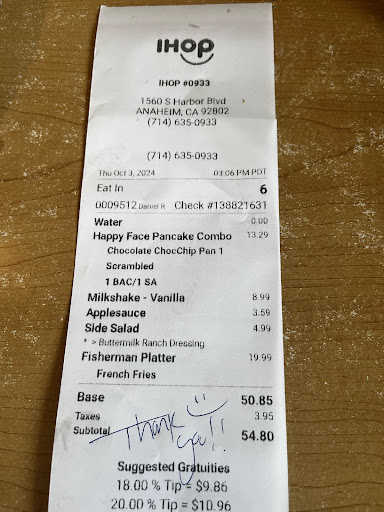 IHOP
IHOP #0933
1560 S Harbor Blvd
ANAHEIM, CA 92802
(714) 635-0933
(714) 635-0933
Thu Oct 3, 2024 03:06 PM PDT
Eat In 6
0009512 Daniel R Check #138821631
Water 0.00
Happy Face Pancake Combo 13.29
Chocolate ChocChip Pan 1
Scrambled
1 BAC/1 SA
Milkshake - Vanilla 8.99
Applesauce 3.59
Side Salad 4.99
* > Buttermilk Ranch Dressing
Fisherman Platter 19.99
French Fries
Base 50.85
Taxes 3.95
Subtotal 54.80
Thank
you!!
Suggested Gratuities
18.00 % Tip = $9.86
20.00 % Tip = $10.96